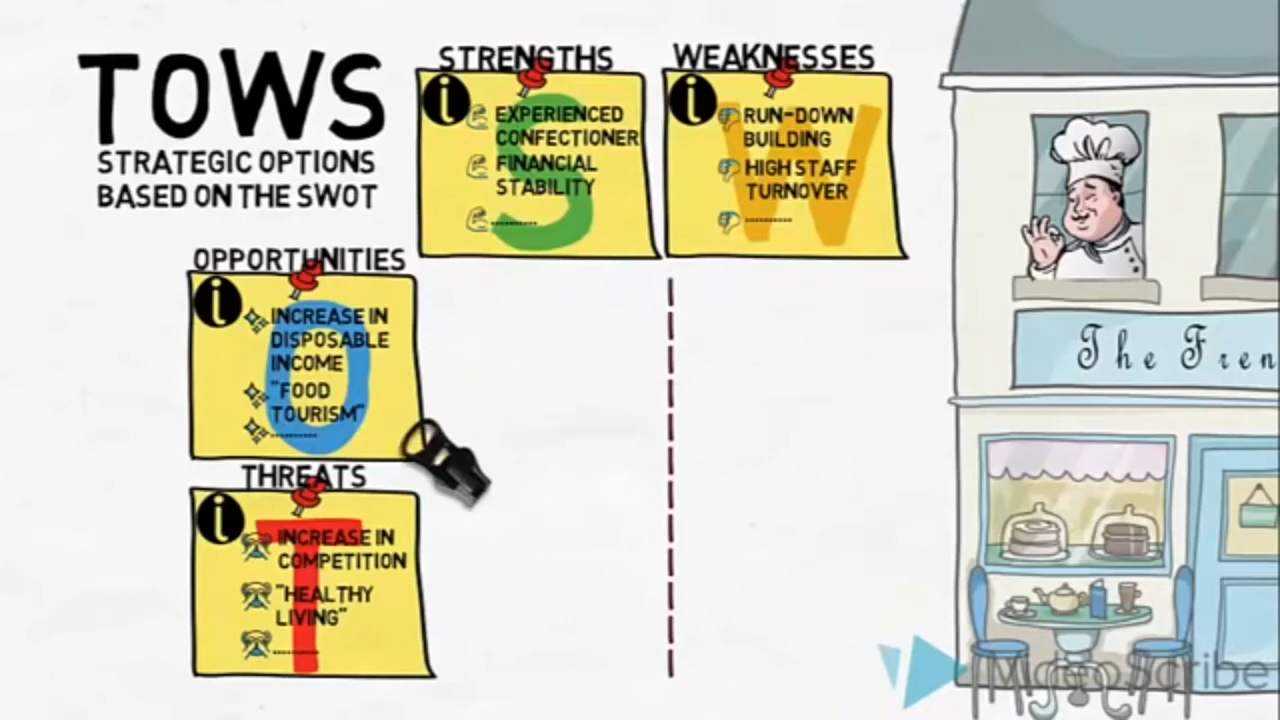 TOWS
STRATEGIC OPTIONS
BASED ON THE SWOT
STRENGTHS
i
EXPERIENCED
CONFECTIONER
FINANCIAL
STABILITY
..........
S
WEAKNESSES
i
RUN-DOWN
BUILDING
HIGH STAFF
TURNOVER
..........
W
OPPORTUNITIES
i
INCREASE IN
DISPOSABLE
INCOME
"FOOD
TOURISM"
..........
O
THREATS
i
INCREASE IN
COMPETITION
"HEALTHY
LIVING"
..........
T
The Fren
VideoScribe